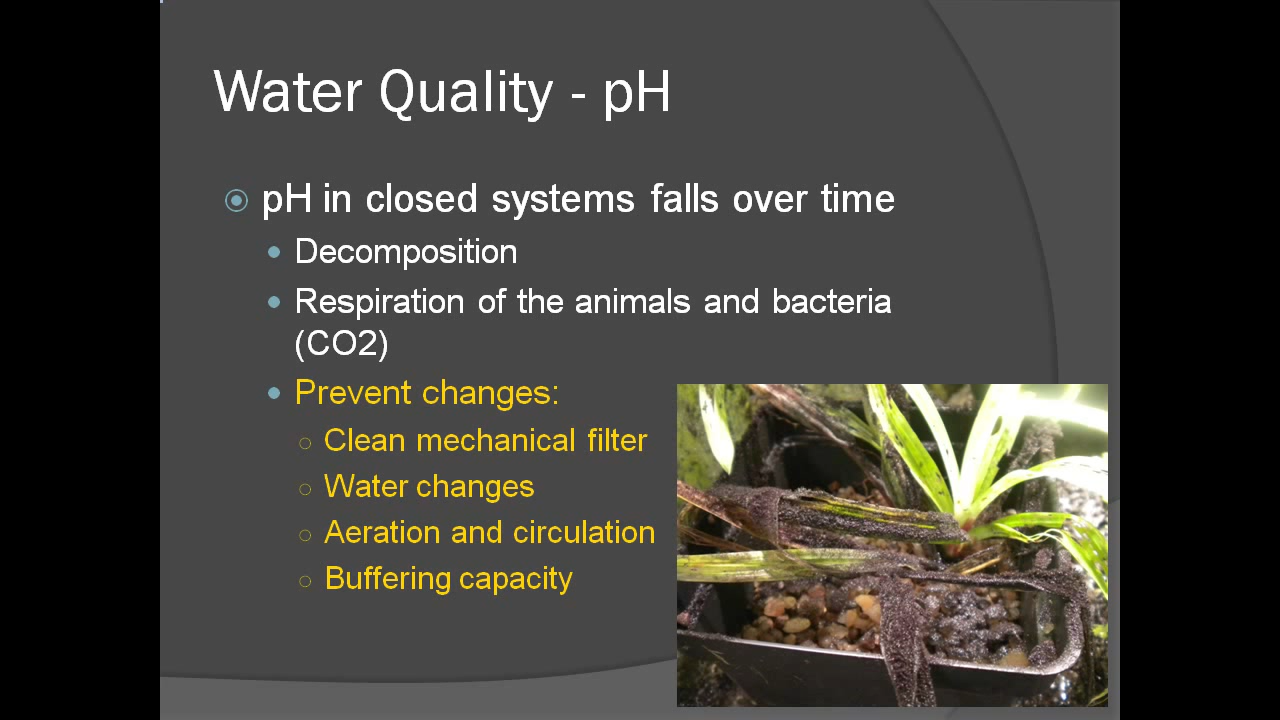 Water Quality - pH
pH in closed systems falls over time
Decomposition
Respiration of the animals and bacteria
(CO2)
Prevent changes:
Clean mechanical filter
Water changes
Aeration and circulation
Buffering capacity